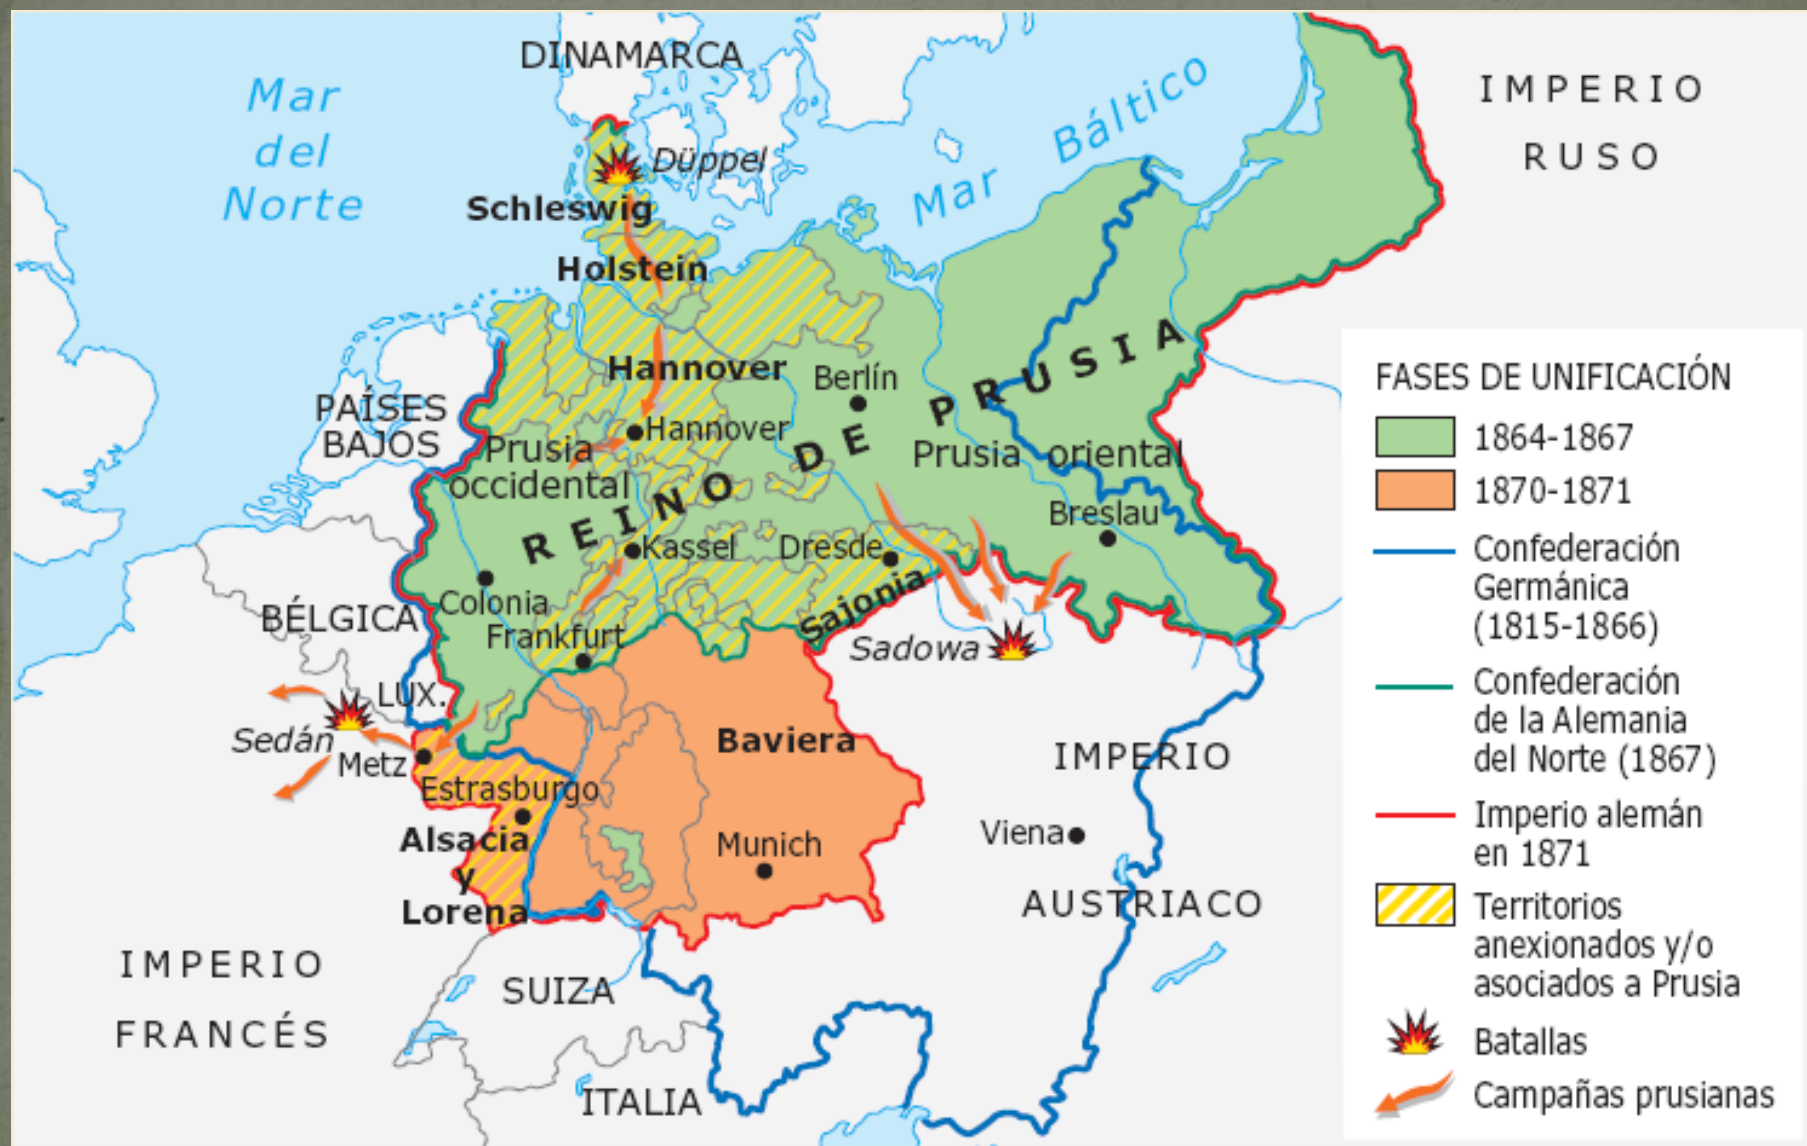 DINAMARCA
Mar
del
Norte
Mar Báltico
IMPERIO
RUSO
Düppel
Schleswig
Holstein
Hannover
Berlín
REINO DE PRUSIA
PAÍSES
BAJOS
Hannover
Prusia
occidental
Prusia oriental
Breslau
Kassel
Dresde
Colonia
Sajonia
BÉLGICA
Frankfurt
Sadowa
LUX.
Sedán
Metz
Baviera
IMPERIO
AUSTRIACO
Estrasburgo
Alsacia
y
Lorena
Munich
Viena
IMPERIO
FRANCÉS
SUIZA
ITALIA
FASES DE UNIFICACIÓN
1864-1867
1870-1871
Confederación
Germánica
(1815-1866)
Confederación
de la Alemania
del Norte (1867)
Imperio alemán
en 1871
Territorios
anexionados y/o
asociados a Prusia
Batallas
Campañas prusianas